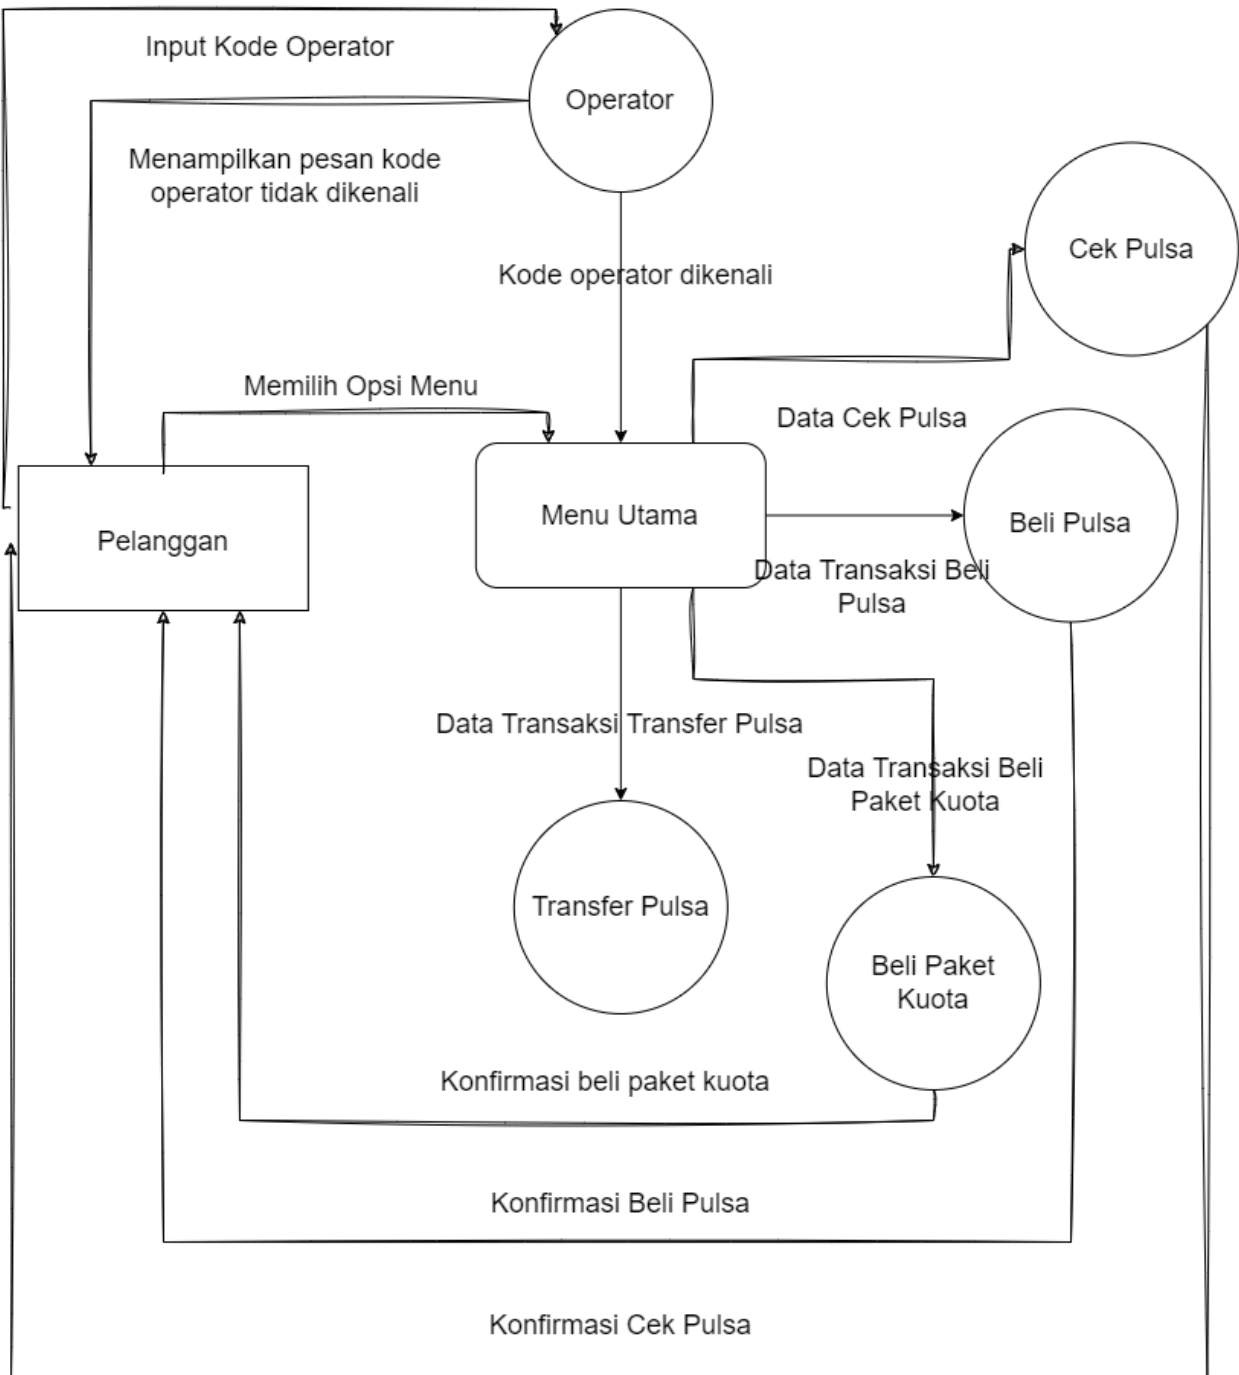 Input Kode Operator
Operator
Menampilkan pesan kode
operator tidak dikenali
Cek Pulsa
Kode operator dikenali
Memilih Opsi Menu
Data Cek Pulsa
Menu Utama
Beli Pulsa
Pelanggan
Data Transaksi Beli
Pulsa
Data Transaksi Transfer Pulsa
Data Transaksi Beli
Paket Kuota
Transfer Pulsa
Beli Paket
Kuota
Konfirmasi beli paket kuota
Konfirmasi Beli Pulsa
Konfirmasi Cek Pulsa